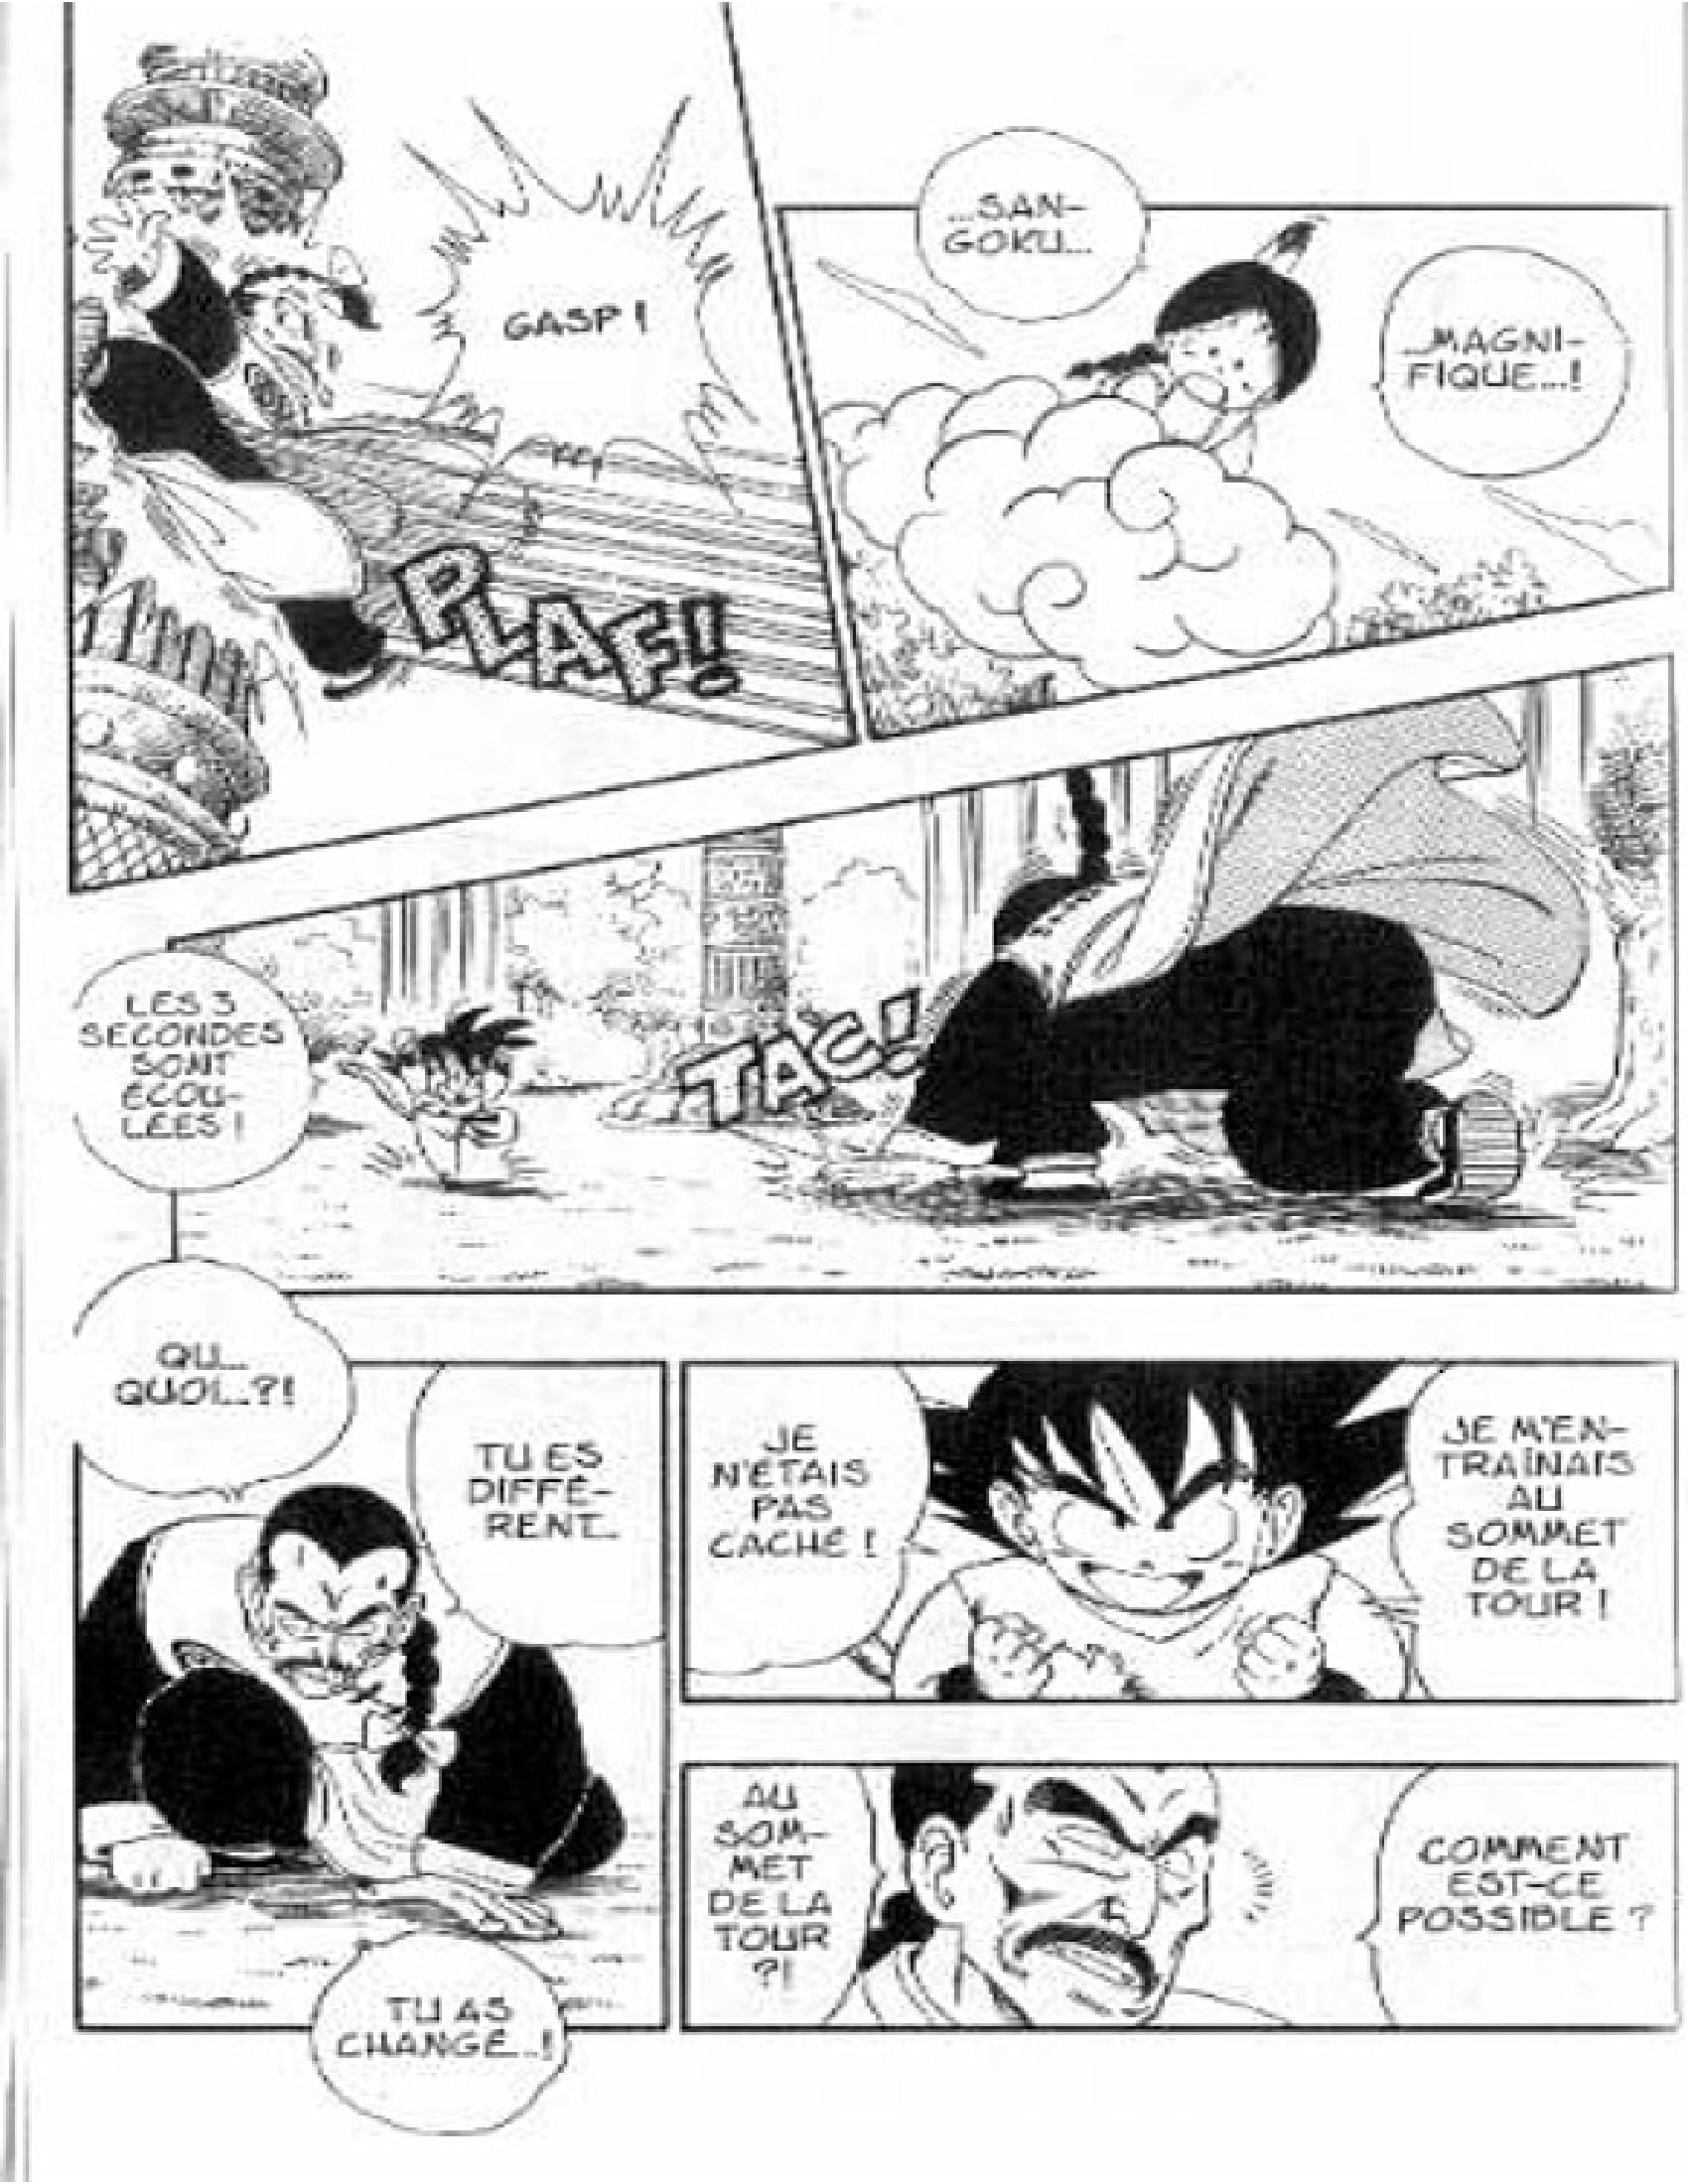 GASP !
PLAF!
...SAN-
GOKU...
...MAGNI-
FIQUE...!
LES 3
SECONDES
SONT
ÉCOU-
LÉES !
TAC!
QU...
QUOI...?!
TU ES
DIFFÉ-
RENT...
TU AS
CHANGÉ...!
JE
N'ÉTAIS
PAS
CACHÉ !
JE M'EN-
TRAÎNAIS
AU
SOMMET
DE LA
TOUR !
AU
SOM-
MET
DE LA
TOUR
?!
COMMENT
EST-CE
POSSIBLE ?